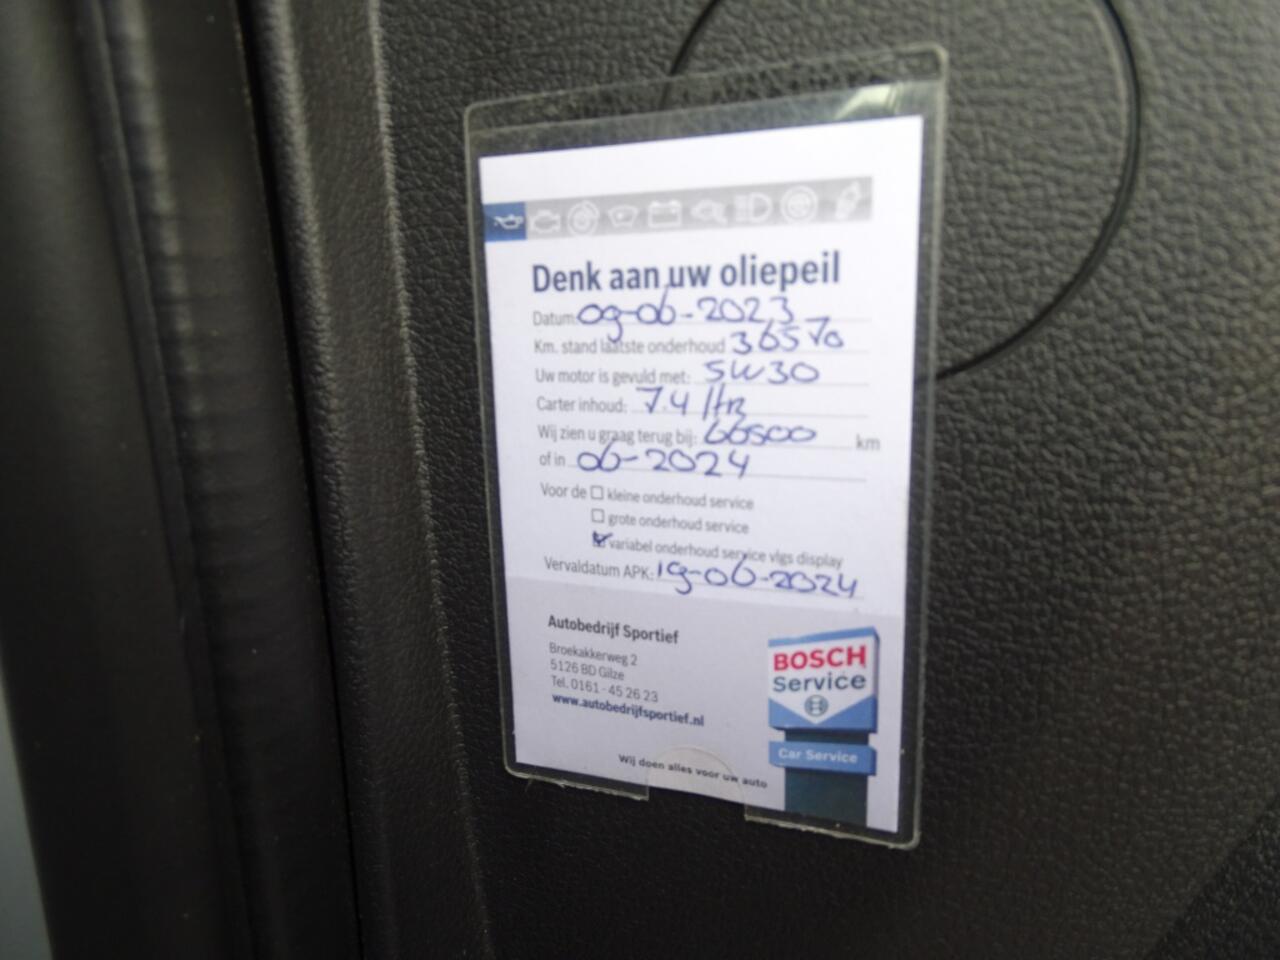 Denk aan uw oliepeil
Datum: 09-06-2023
Km. stand laatste onderhoud 36570
Uw motor is gevuld met: 5W30
Carter inhoud: 7.4 ltr
Wij zien u graag terug bij: 66500 km
of in 06-2024
Voor de ☐ kleine onderhoud service
☐ grote onderhoud service
☑ variabel onderhoud service vlgs display
Vervaldatum APK: 19-06-2024
Autobedrijf Sportief
Broekakkerweg 2
5126 BD Gilze
Tel. 0161 - 45 26 23
www.autobedrijfsportief.nl
BOSCH
Service
Car Service
Wij doen alles voor uw auto